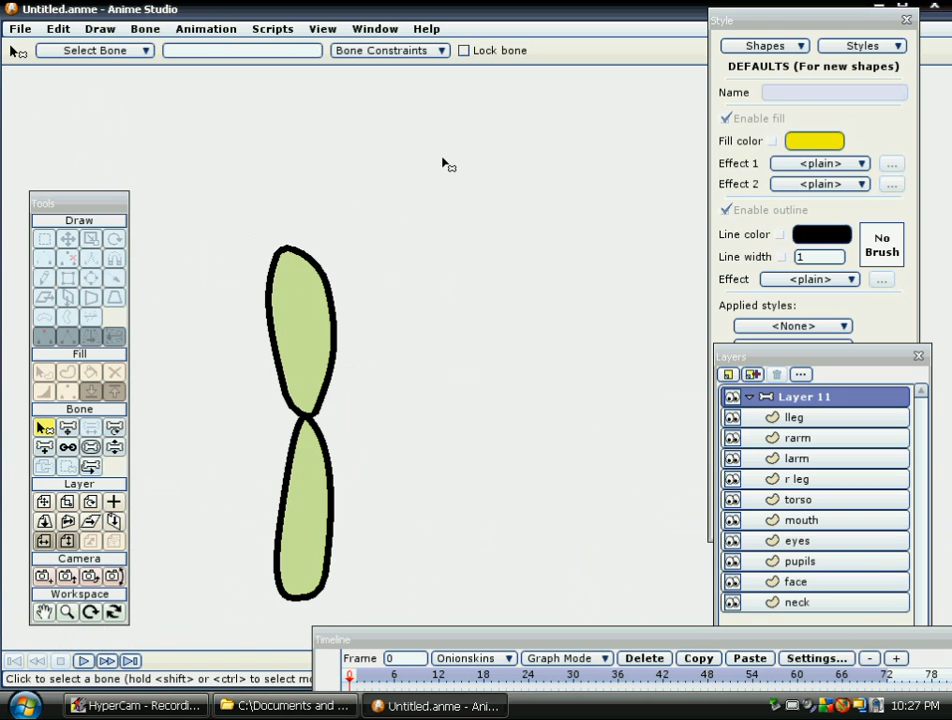 Untitled.anme - Anime Studio
File Edit Draw Bone Animation Scripts View Window Help
Select Bone Bone Constraints Lock bone
Style
Shapes Styles
DEFAULTS (For new shapes)
Name
Enable fill
Fill color
Effect 1 <plain> ...
Effect 2 <plain> ...
Enable outline
Line color
No Brush
Line width 1
Effect <plain> ...
Applied styles:
<None>
Tools
Draw
Fill
Bone
Layer
Camera
Workspace
Layers
Layer 11
lleg
rarm
larm
r leg
torso
mouth
eyes
pupils
face
neck
Timeline
Frame 0 Onionskins Graph Mode Delete Copy Paste Settings... - +
0 6 12 18 24 30 36 42 48 54 60 66 72 78
Click to select a bone (hold <shift> or <ctrl> to select m
HyperCam - Recordi... C:\Documents and ... Untitled.anme - Ani... 10:27 PM